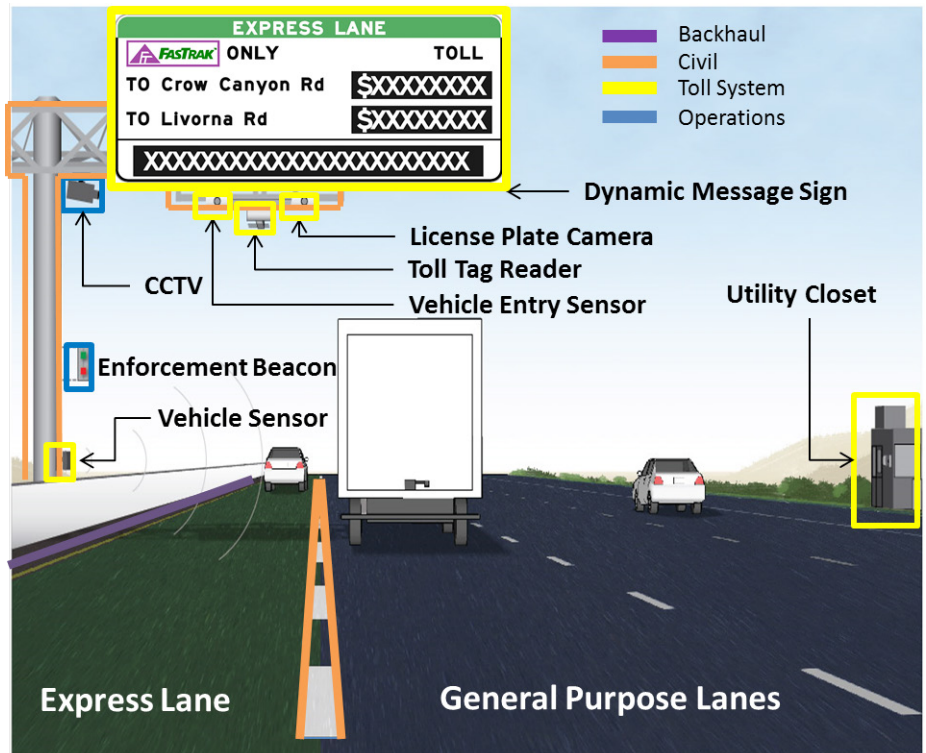 EXPRESS LANE
FASTRAK ONLY TOLL
TO Crow Canyon Rd $XXXXXXXXX
TO Livorna Rd $XXXXXXXXX
XXXXXXXXXXXXXXXXXXXXXXX
Backhaul
Civil
Toll System
Operations
Dynamic Message Sign
License Plate Camera
Toll Tag Reader
CCTV
Vehicle Entry Sensor
Utility Closet
Enforcement Beacon
Vehicle Sensor
Express Lane
General Purpose Lanes